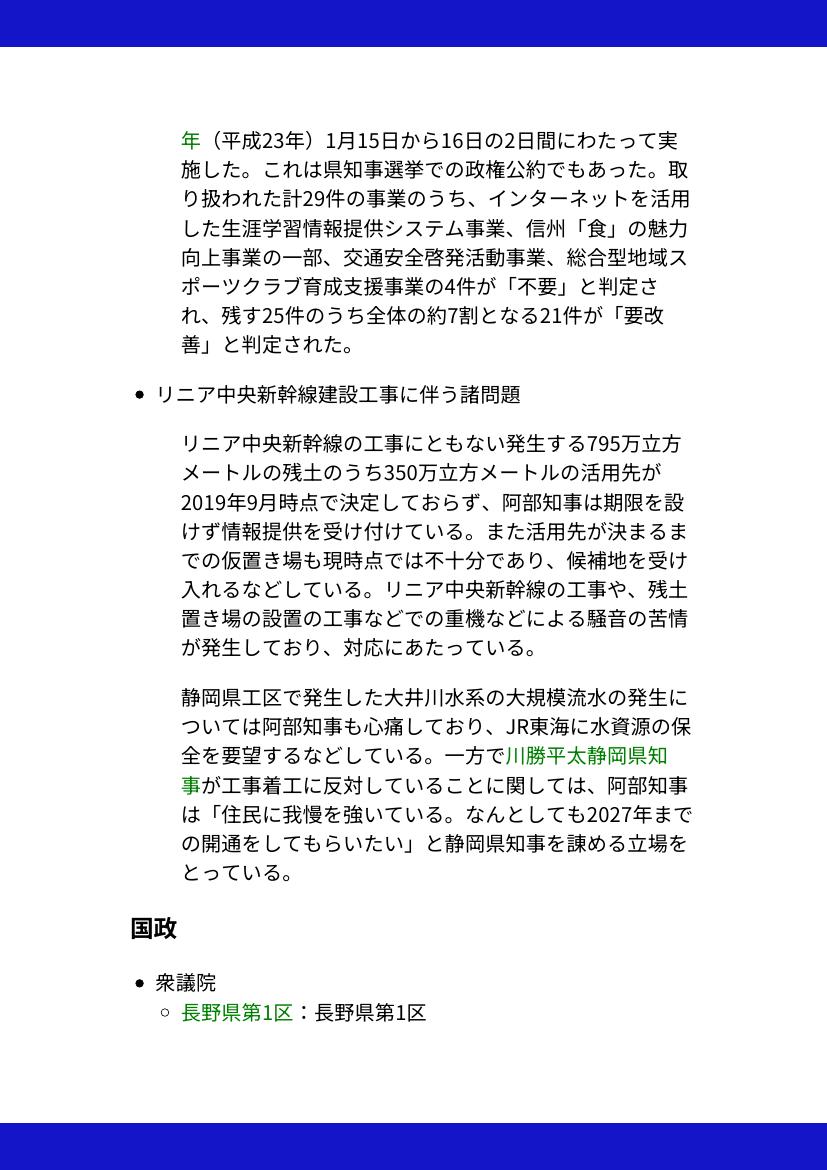 年（平成23年）1月15日から16日の2日間にわたって実
施した。これは県知事選挙での政権公約でもあった。取
り扱われた計29件の事業のうち、インターネットを活用
した生涯学習情報提供システム事業、信州「食」の魅力
向上事業の一部、交通安全啓発活動事業、総合型地域ス
ポーツクラブ育成支援事業の4件が「不要」と判定さ
れ、残す25件のうち全体の約7割となる21件が「要改
善」と判定された。
• リニア中央新幹線建設工事に伴う諸問題
リニア中央新幹線の工事にともない発生する795万立方
メートルの残土のうち350万立方メートルの活用先が
2019年9月時点で決定しておらず、阿部知事は期限を設
けず情報提供を受け付けている。また活用先が決まるま
での仮置き場も現時点では不十分であり、候補地を受け
入れるなどしている。リニア中央新幹線の工事や、残土
置き場の設置の工事などでの重機などによる騒音の苦情
が発生しており、対応にあたっている。
静岡県工区で発生した大井川水系の大規模流水の発生に
ついては阿部知事も心痛しており、JR東海に水資源の保
全を要望するなどしている。一方で川勝平太静岡県知
事が工事着工に反対していることに関しては、阿部知事
は「住民に我慢を強いている。なんとしても2027年まで
の開通をしてもらいたい」と静岡県知事を諌める立場を
とっている。
国政
• 衆議院
◦ 長野県第1区：長野県第1区